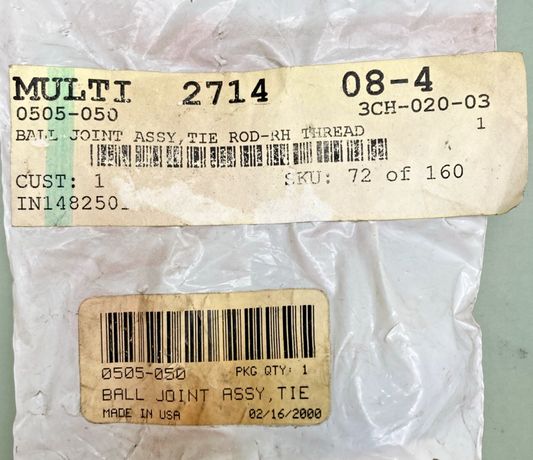 MULTI 2714 08-4
0505-050 3CH-020-03
BALL JOINT ASSY,TIE ROD-RH THREAD 1
CUST: 1 SKU: 72 of 160
IN148250
0505-050 PKG QTY: 1
BALL JOINT ASSY,TIE
MADE IN USA 02/16/2000